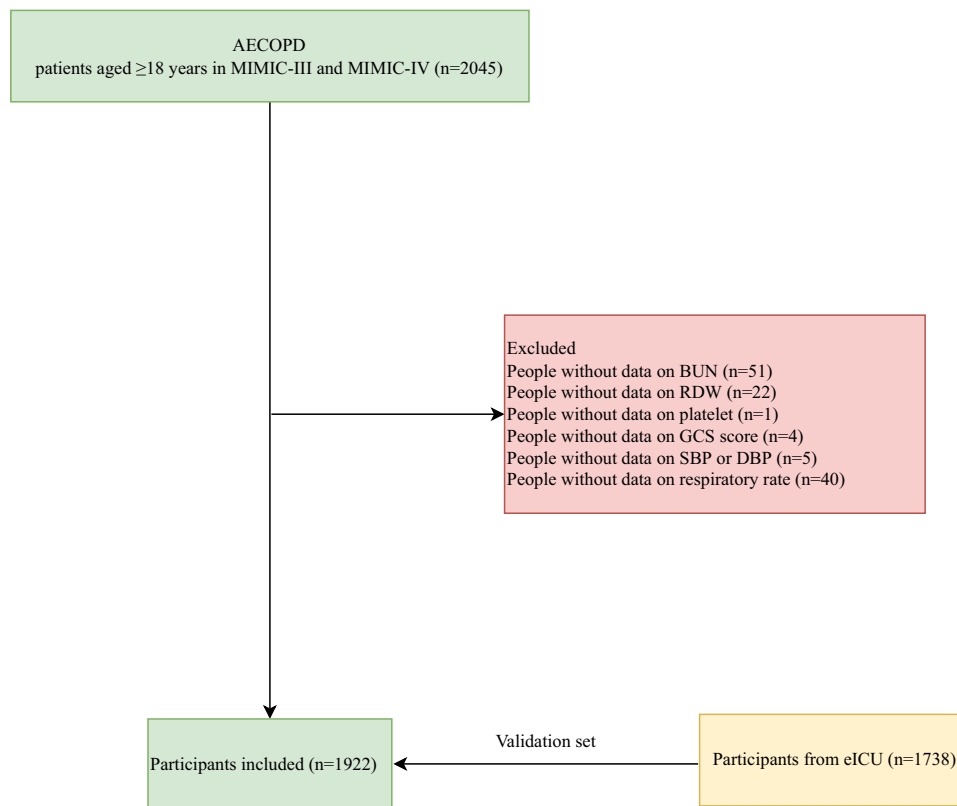 AECOPD
patients aged ≥18 years in MIMIC-III and MIMIC-IV (n=2045)
Excluded
People without data on BUN (n=51)
People without data on RDW (n=22)
People without data on platelet (n=1)
People without data on GCS score (n=4)
People without data on SBP or DBP (n=5)
People without data on respiratory rate (n=40)
Participants included (n=1922)
Validation set
Participants from eICU (n=1738)